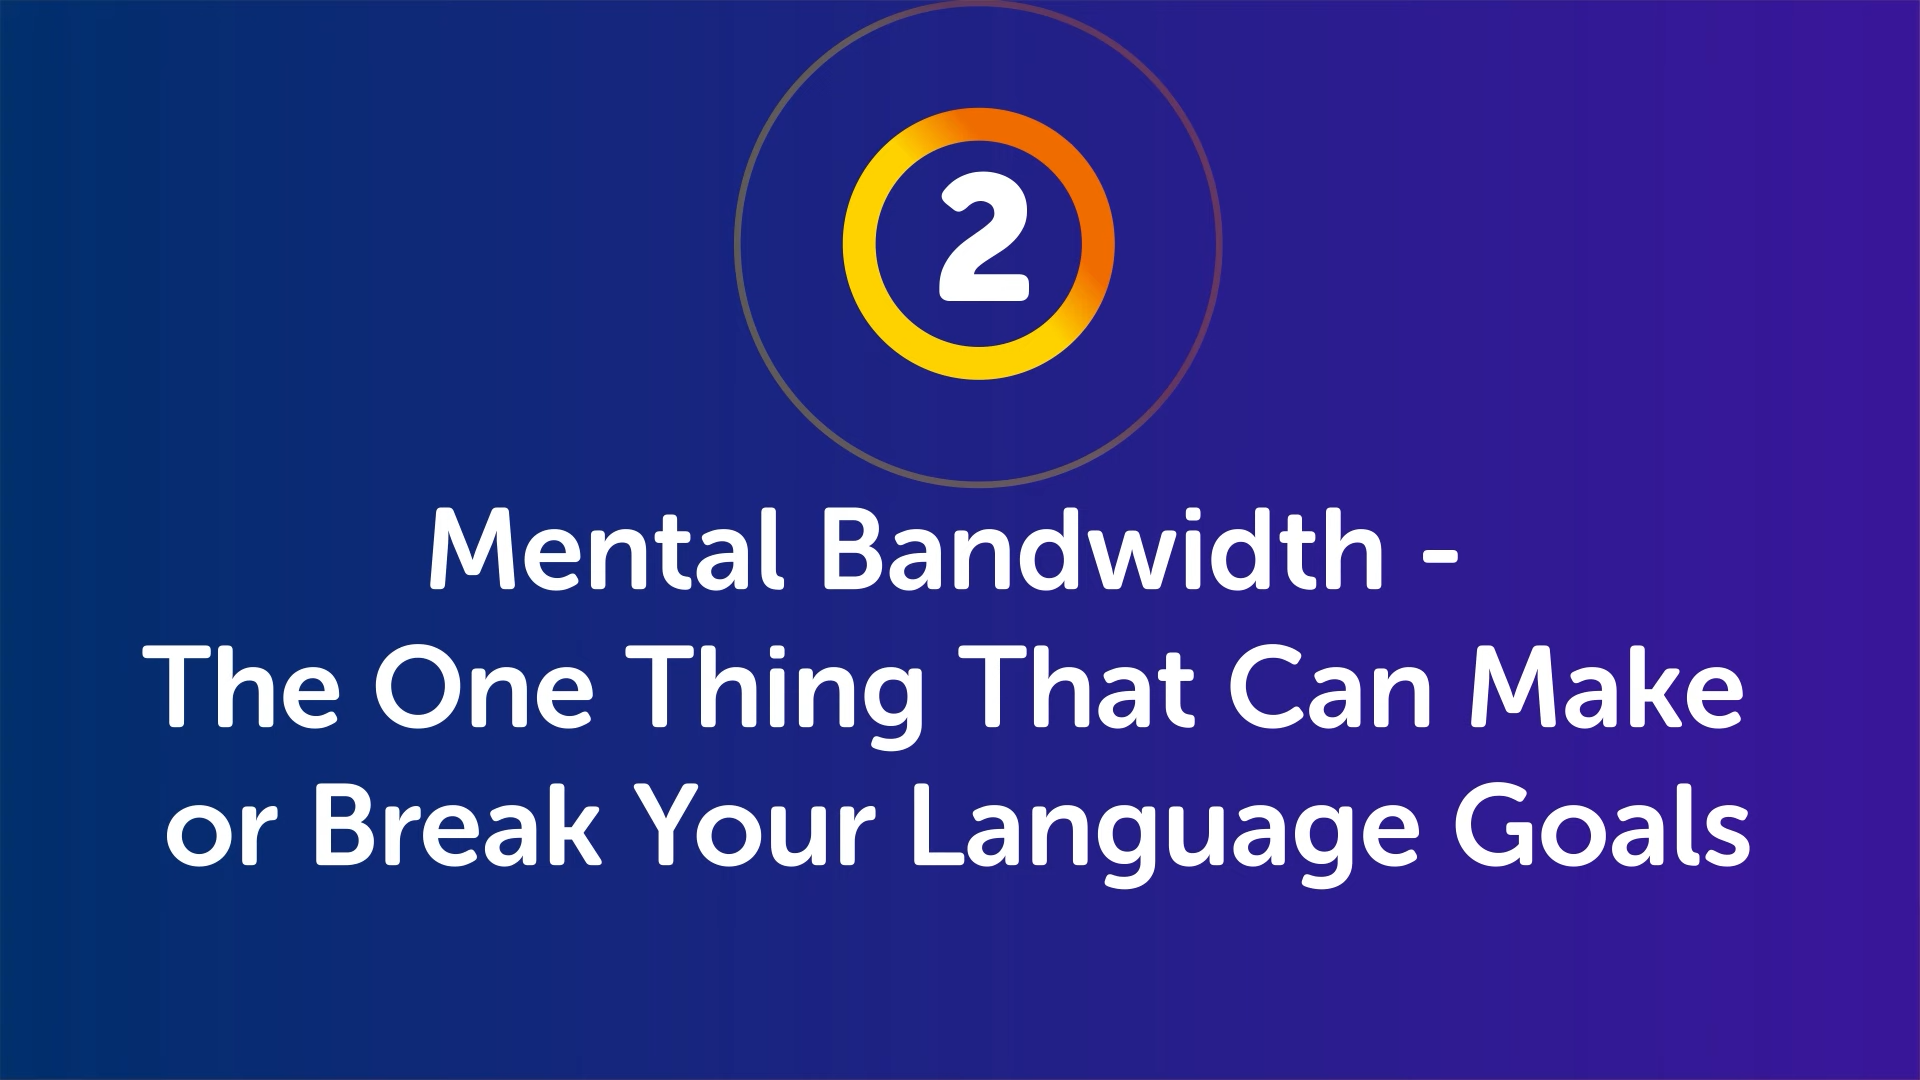 2
Mental Bandwidth -
The One Thing That Can Make
or Break Your Language Goals